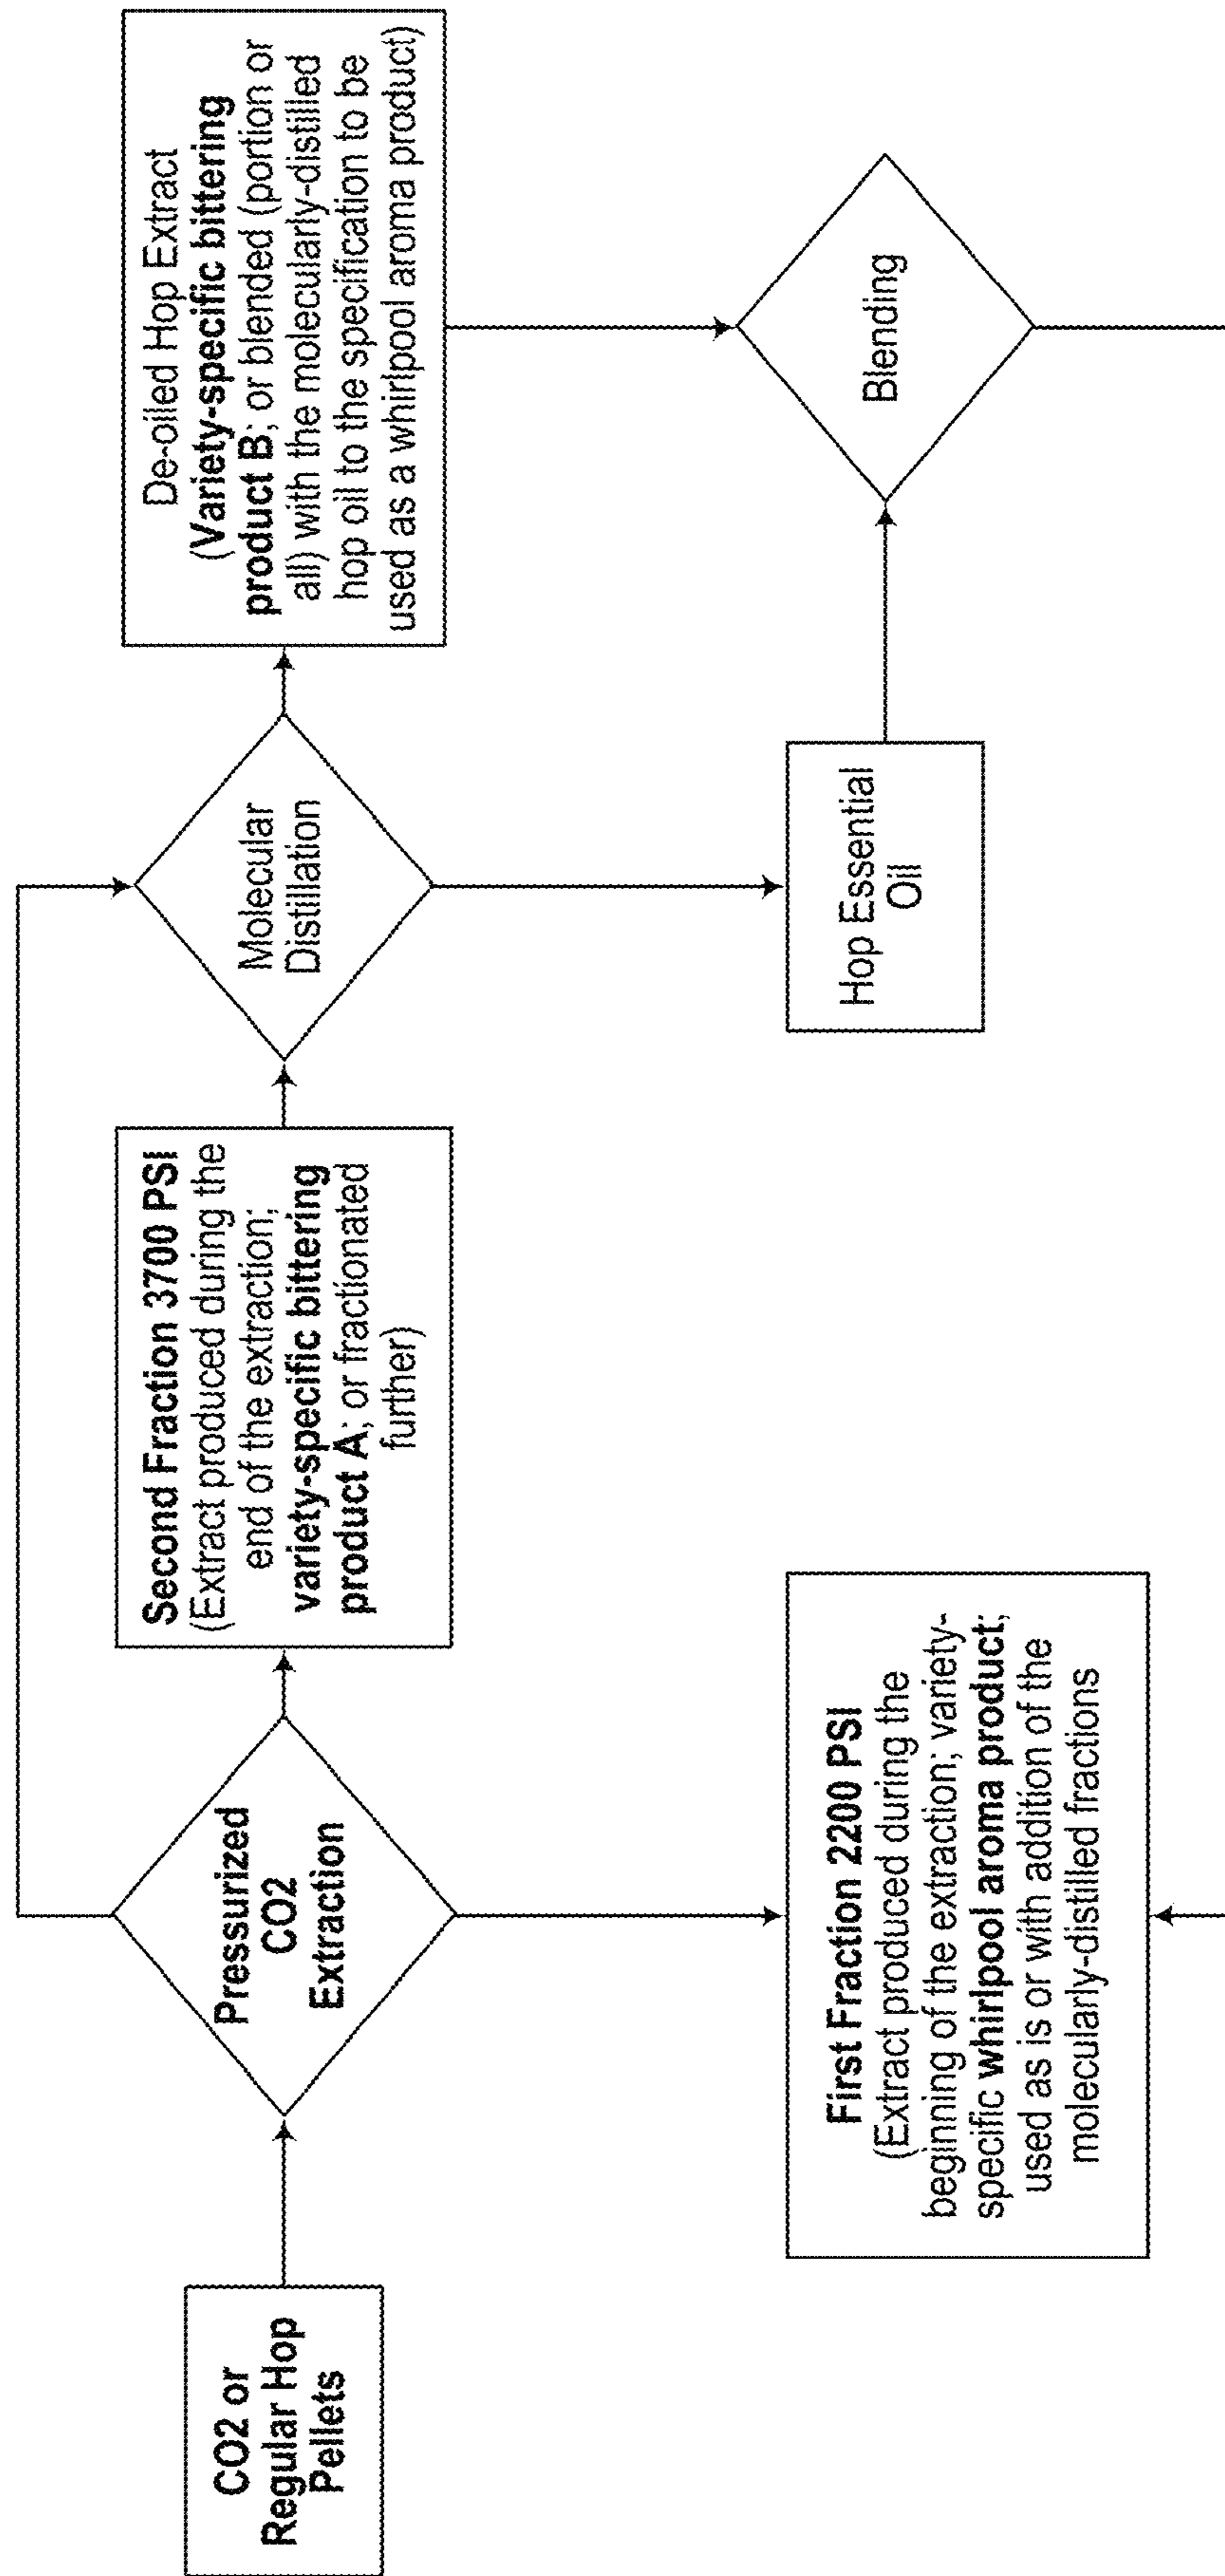 CO2 or
Regular Hop
Pellets
Pressurized
CO2
Extraction
Second Fraction 3700 PSI
(Extract produced during the
end of the extraction;
variety-specific bittering
product A; or fractionated
further)
Molecular
Distillation
De-oiled Hop Extract
(Variety-specific bittering
product B; or blended (portion or
all) with the molecularly-distilled
hop oil to the specification to be
used as a whirlpool aroma product)
First Fraction 2200 PSI
(Extract produced during the
beginning of the extraction; variety-
specific whirlpool aroma product;
used as is or with addition of the
molecularly-distilled fractions
Hop Essential
Oil
Blending